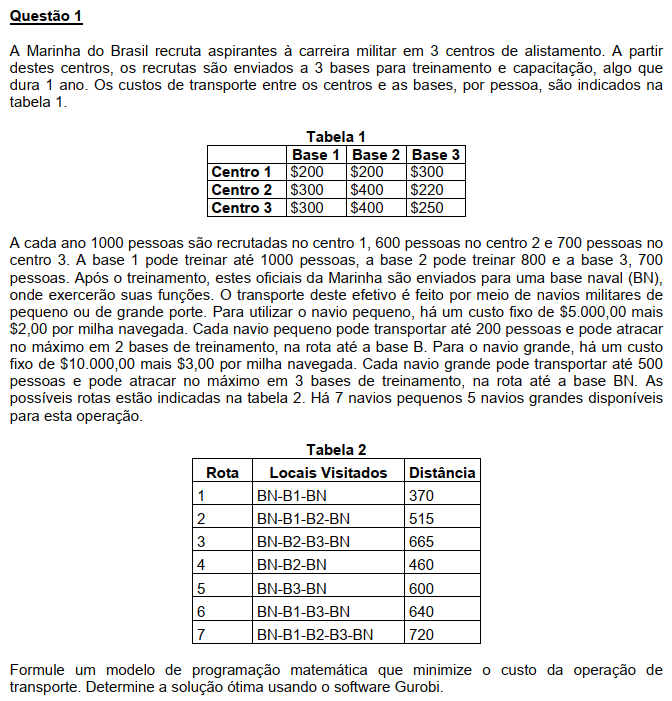 Questão 1
A Marinha do Brasil recruta aspirantes à carreira militar em 3 centros de alistamento. A partir
destes centros, os recrutas são enviados a 3 bases para treinamento e capacitação, algo que
dura 1 ano. Os custos de transporte entre os centros e as bases, por pessoa, são indicados na
tabela 1.
Tabela 1
Base 1 Base 2 Base 3
Centro 1 $200 $200 $300
Centro 2 $300 $400 $220
Centro 3 $300 $400 $250
A cada ano 1000 pessoas são recrutadas no centro 1, 600 pessoas no centro 2 e 700 pessoas no
centro 3. A base 1 pode treinar até 1000 pessoas, a base 2 pode treinar 800 e a base 3, 700
pessoas. Após o treinamento, estes oficiais da Marinha são enviados para uma base naval (BN),
onde exercerão suas funções. O transporte deste efetivo é feito por meio de navios militares de
pequeno ou de grande porte. Para utilizar o navio pequeno, há um custo fixo de $5.000,00 mais
$2,00 por milha navegada. Cada navio pequeno pode transportar até 200 pessoas e pode atracar
no máximo em 2 bases de treinamento, na rota até a base B. Para o navio grande, há um custo
fixo de $10.000,00 mais $3,00 por milha navegada. Cada navio grande pode transportar até 500
pessoas e pode atracar no máximo em 3 bases de treinamento, na rota até a base BN. As
possíveis rotas estão indicadas na tabela 2. Há 7 navios pequenos 5 navios grandes disponíveis
para esta operação.
Tabela 2
Rota Locais Visitados Distância
1 BN-B1-BN 370
2 BN-B1-B2-BN 515
3 BN-B2-B3-BN 665
4 BN-B2-BN 460
5 BN-B3-BN 600
6 BN-B1-B3-BN 640
7 BN-B1-B2-B3-BN 720
Formule um modelo de programação matemática que minimize o custo da operação de
transporte. Determine a solução ótima usando o software Gurobi.